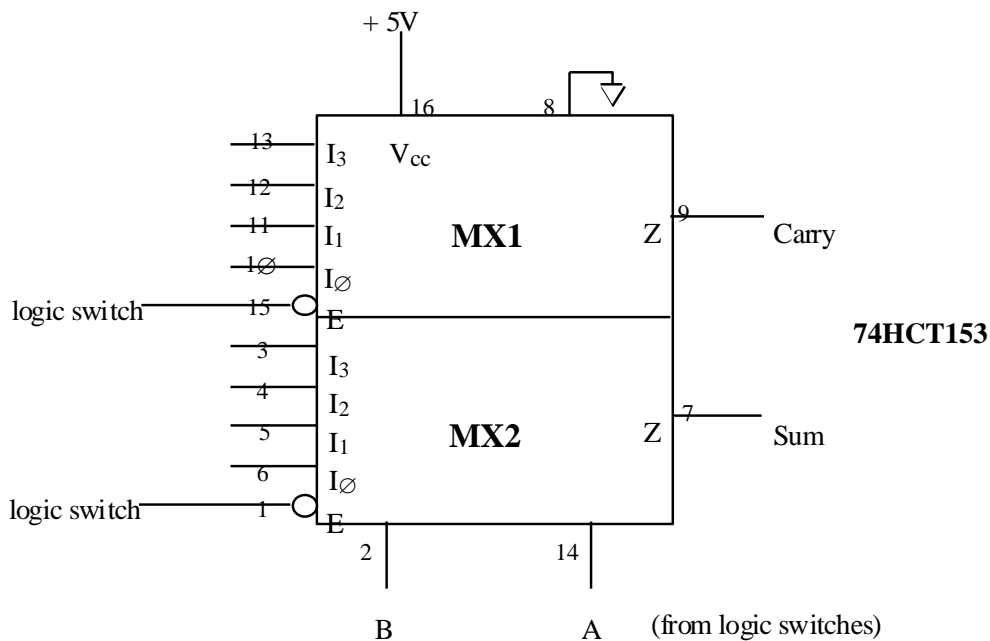 + 5V
16
8
13
I3
Vcc
12
I2
11
I1
MX1
Z
9
Carry
1∅
I∅
logic switch
15
E
74HCT153
3
I3
4
I2
5
I1
MX2
Z
7
Sum
6
I∅
logic switch
1
E
2
14
B
A
(from logic switches)